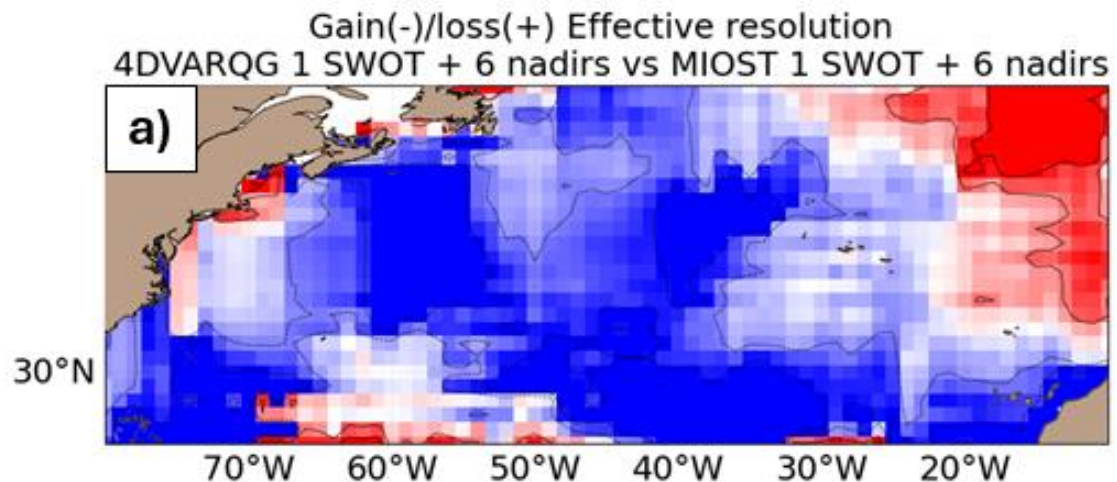 Gain(-)/loss(+) Effective resolution
4DVARQG 1 SWOT + 6 nadirs vs MIOST 1 SWOT + 6 nadirs
a)
30°N
70°W 60°W 50°W 40°W 30°W 20°W